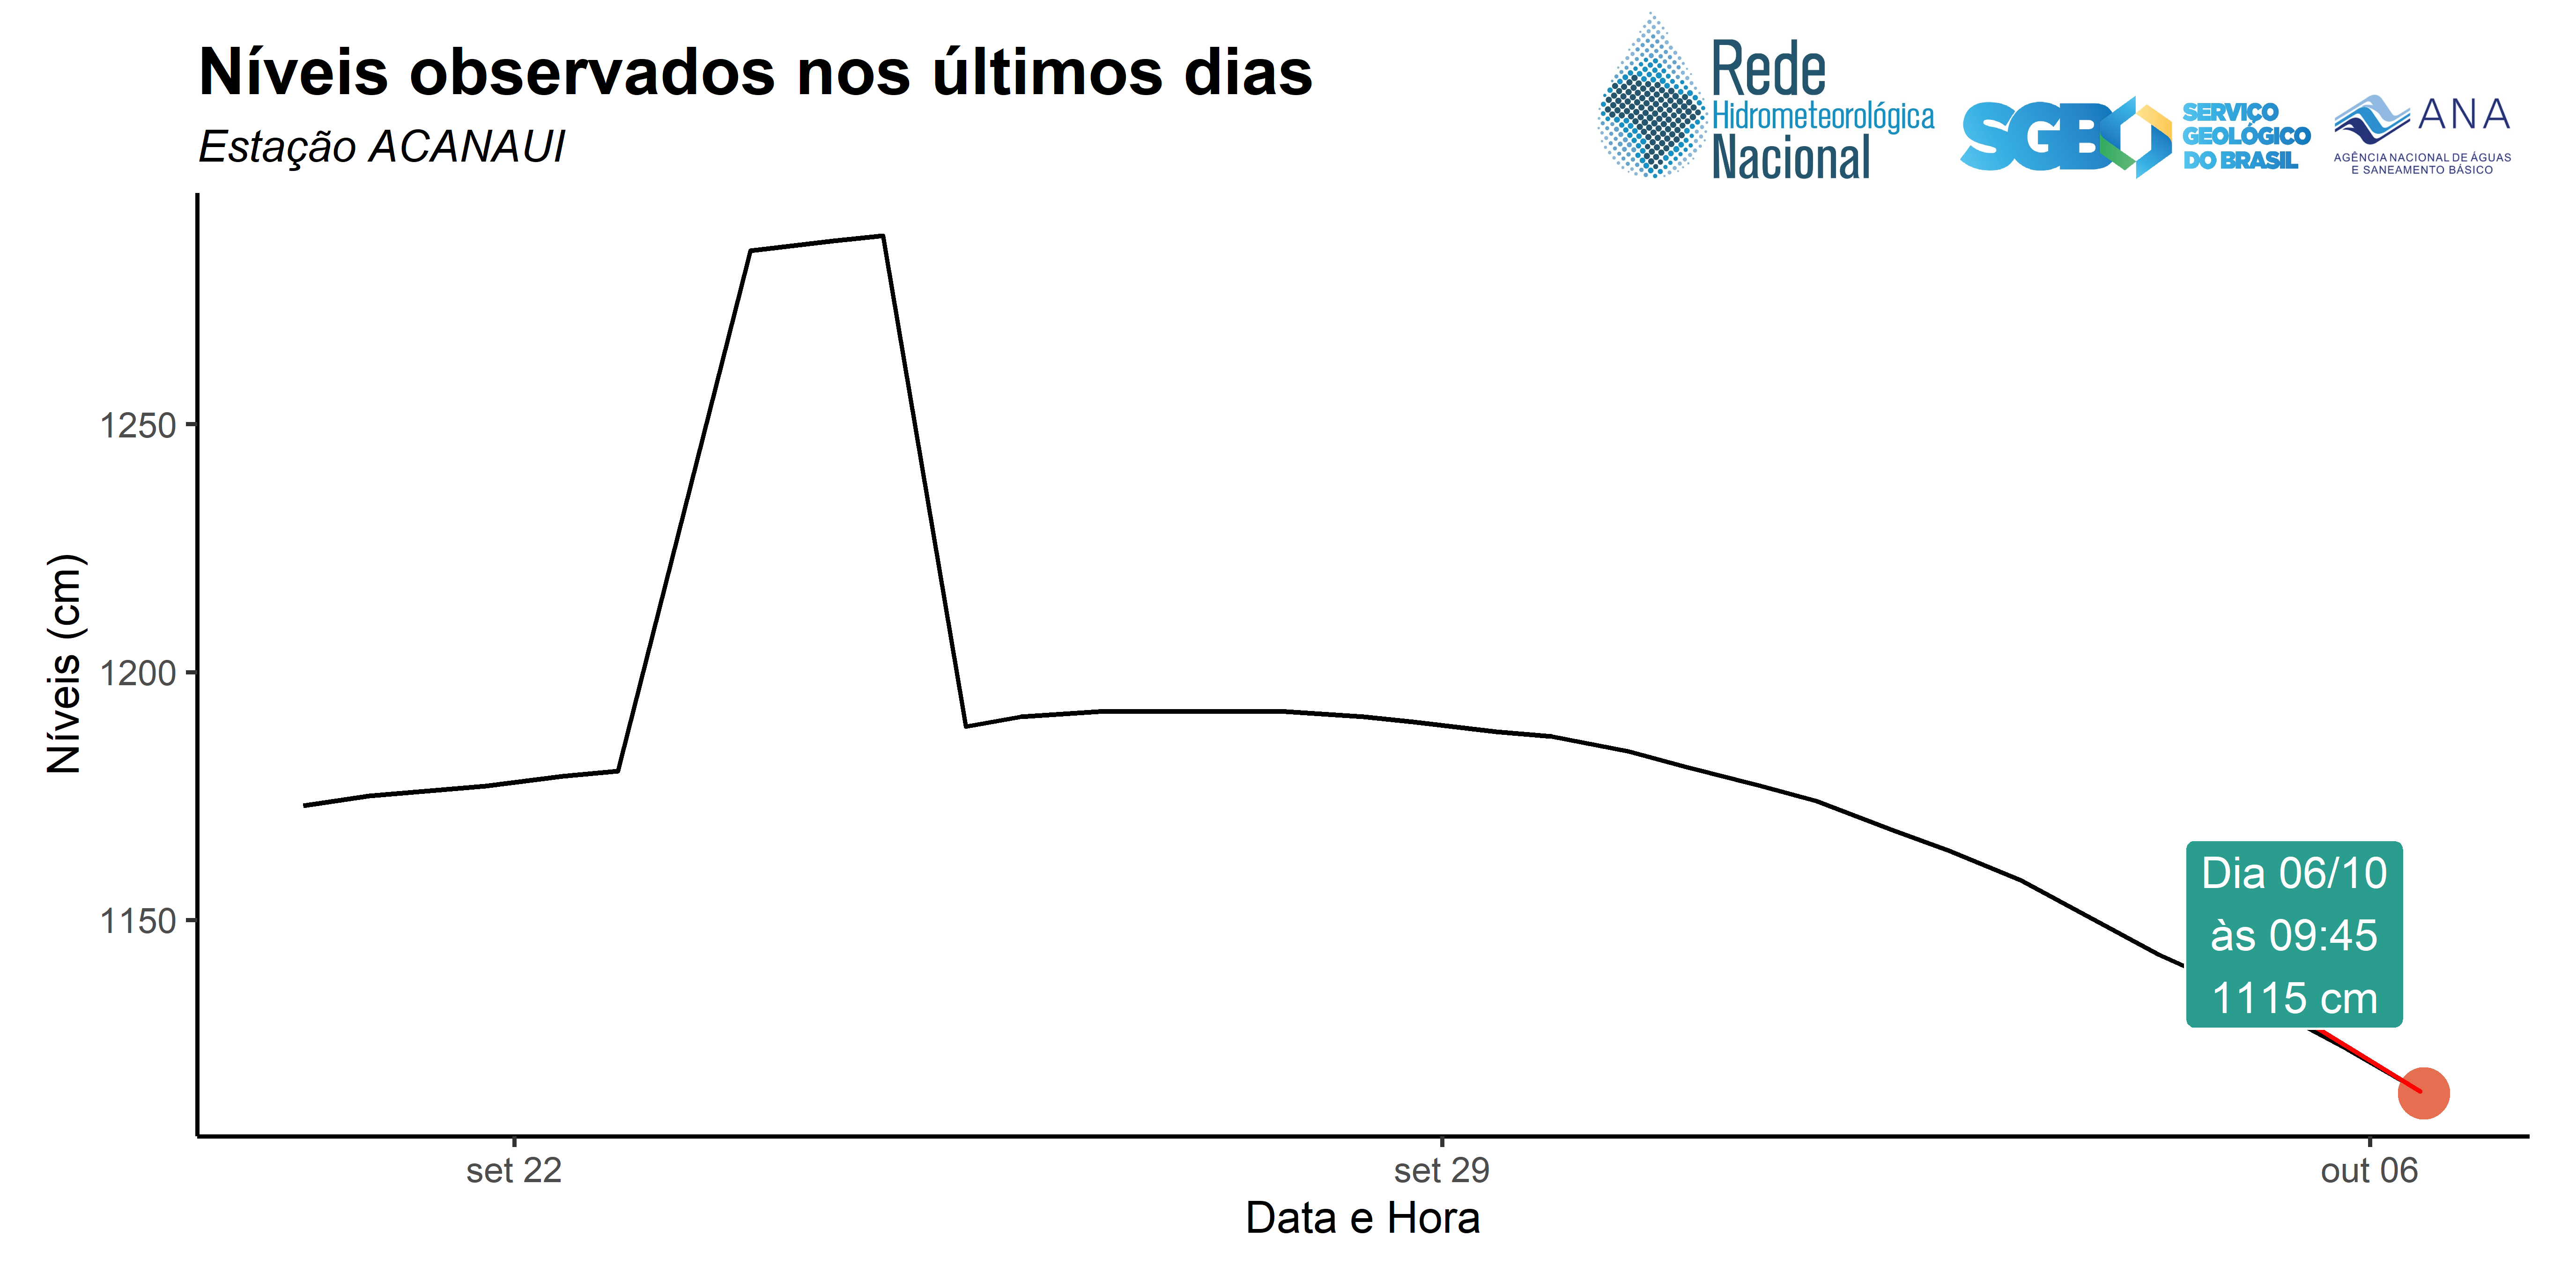 Níveis observados nos últimos dias
Estação ACANAUI
Rede
Hidrometeorológica
Nacional
SGB
SERVIÇO
GEOLÓGICO
DO BRASIL
ANA
AGÊNCIA NACIONAL DE ÁGUAS
E SANEAMENTO BÁSICO
Níveis (cm)
1250
1200
1150
Dia 06/10
às 09:45
1115 cm
set 22
set 29
out 06
Data e Hora